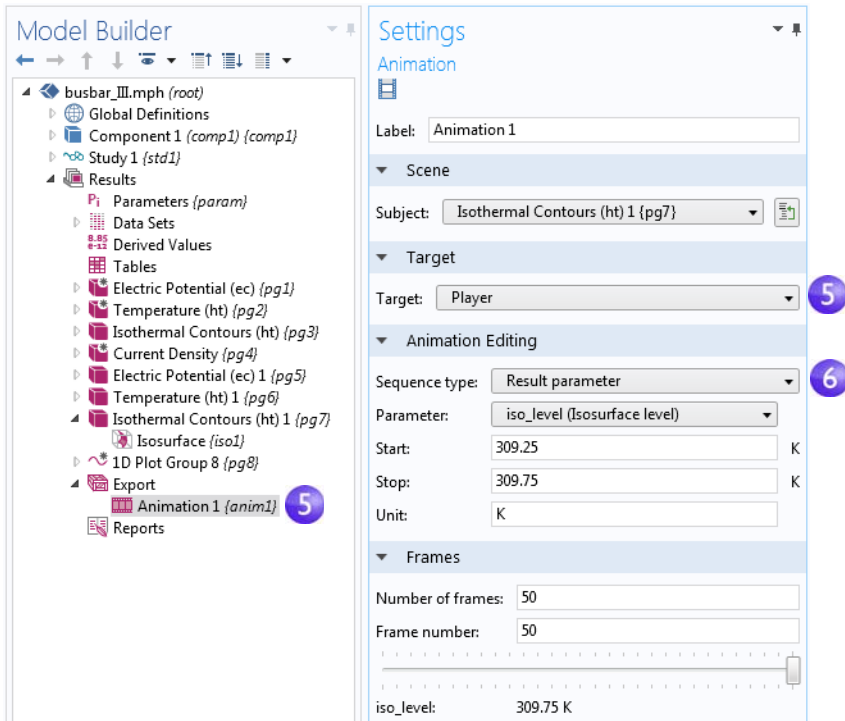 Model Builder
busbar_III.mph (root)
Global Definitions
Component 1 (comp1) {comp1}
Study 1 {std1}
Results
Pi Parameters {param}
Data Sets
8.85
e-12 Derived Values
Tables
Electric Potential (ec) {pg1}
Temperature (ht) {pg2}
Isothermal Contours (ht) {pg3}
Current Density {pg4}
Electric Potential (ec) 1 {pg5}
Temperature (ht) 1 {pg6}
Isothermal Contours (ht) 1 {pg7}
Isosurface {iso1}
1D Plot Group 8 {pg8}
Export
Animation 1 {anim1} 5
Reports
Settings
Animation
Label: Animation 1
Scene
Subject: Isothermal Contours (ht) 1 {pg7}
Target
Target: Player 5
Animation Editing
Sequence type: Result parameter 6
Parameter: iso_level (Isosurface level)
Start: 309.25 K
Stop: 309.75 K
Unit: K
Frames
Number of frames: 50
Frame number: 50
iso_level: 309.75 K